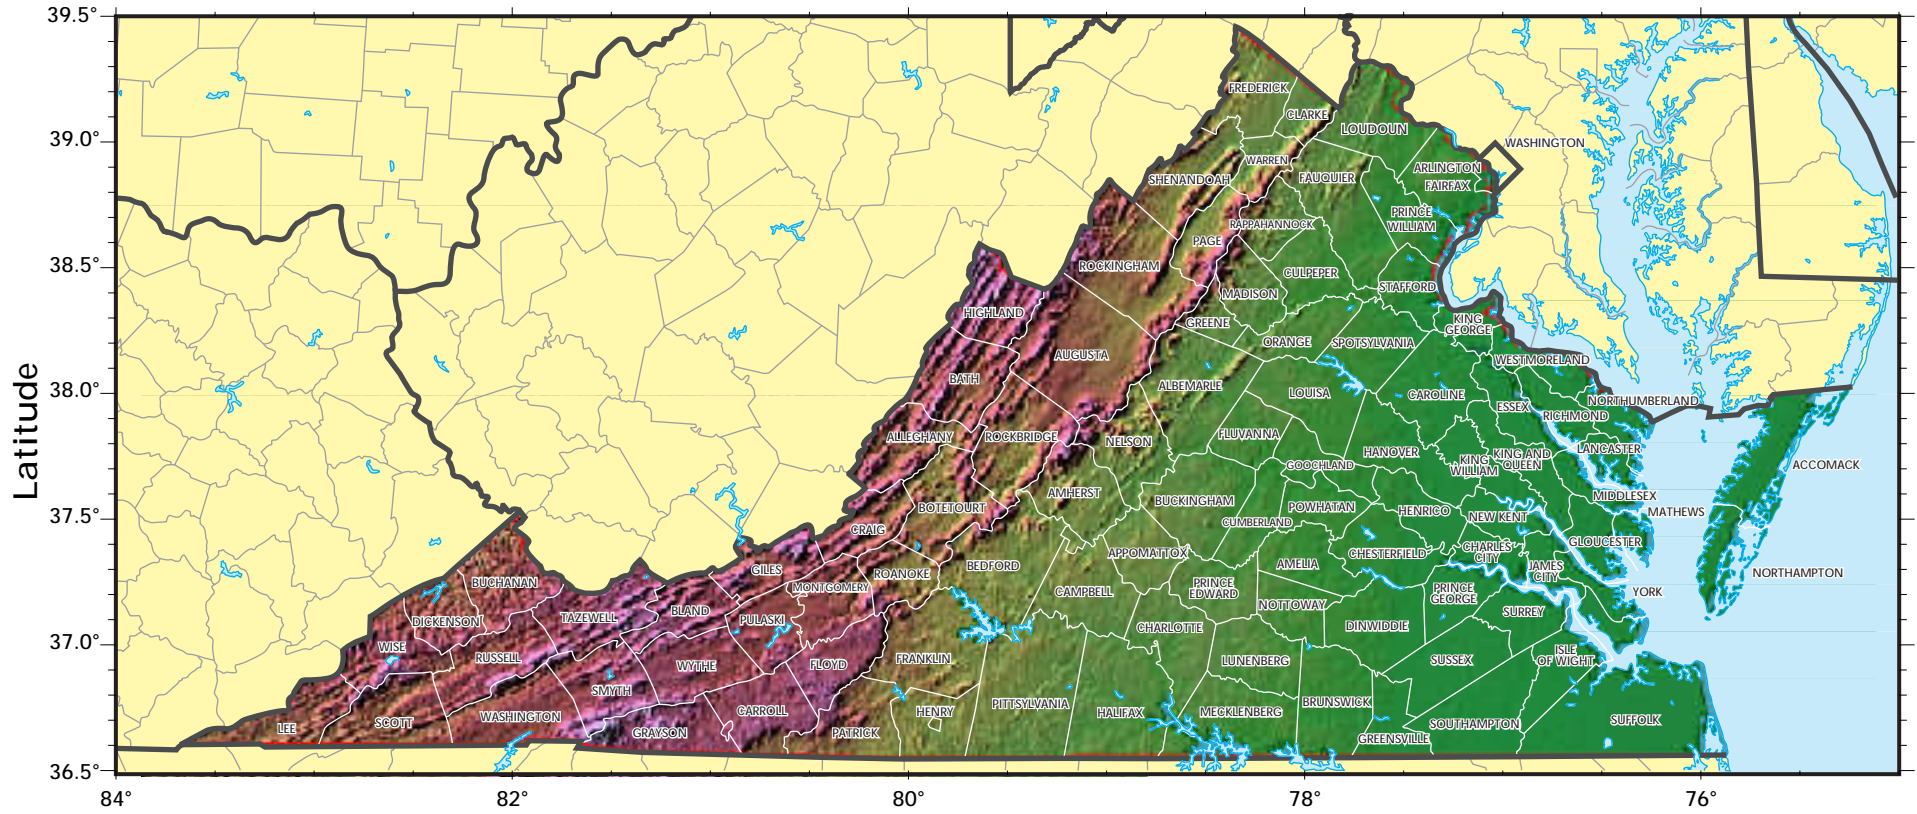 39.5°
39.0°
38.5°
38.0°
37.5°
37.0°
36.5°
Latitude
84°
82°
80°
78°
76°
FREDERICK
CLARKE
LOUDOUN
WASHINGTON
WARREN
SHENANDOAH
FAUQUIER
ARLINGTON
FAIRFAX
PRINCE
WILLIAM
RAPPAHANNOCK
PAGE
ROCKINGHAM
CULPEPER
MADISON
STAFFORD
HIGHLAND
GREENE
KING
GEORGE
ORANGE
SPOTSYLVANIA
AUGUSTA
WESTMORELAND
BATH
ALBEMARLE
LOUISA
CAROLINE
ESSEX
NORTHUMBERLAND
RICHMOND
ALLEGHANY
ROCKBRIDGE
NELSON
FLUVANNA
HANOVER
LANCASTER
KING
WILLIAM
KING AND
QUEEN
GOOCHLAND
ACCOMACK
AMHERST
BUCKINGHAM
MIDDLESEX
BOTETOURT
POWHATAN
HENRICO
NEW KENT
MATHEWS
CUMBERLAND
CRAIG
APPOMATTOX
CHESTERFIELD
CHARLES
CITY
GLOUCESTER
GILES
ROANOKE
BEDFORD
AMELIA
JAMES
CITY
NORTHAMPTON
BUCHANAN
MONTGOMERY
CAMPBELL
PRINCE
EDWARD
PRINCE
GEORGE
YORK
DICKENSON
TAZEWELL
BLAND
PULASKI
NOTTOWAY
SURREY
CHARLOTTE
DINWIDDIE
WISE
RUSSELL
WYTHE
FLOYD
FRANKLIN
LUNENBERG
SUSSEX
ISLE
OF WIGHT
SMYTH
LEE
SCOTT
WASHINGTON
GRAYSON
CARROLL
PATRICK
HENRY
PITTSYLVANIA
HALIFAX
MECKLENBERG
BRUNSWICK
GREENSVILLE
SOUTHAMPTON
SUFFOLK